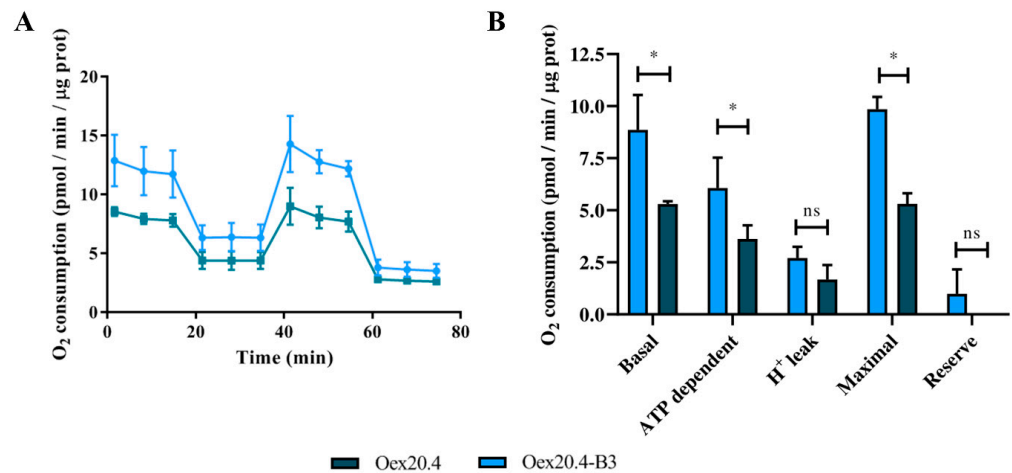 A
B
O2 consumption (pmol / min / µg prot)
20
15
10
5
0
0
20
40
60
80
Time (min)
O2 consumption (pmol / min / µg prot)
12.5
10.0
7.5
5.0
2.5
0.0
*
*
ns
*
ns
Basal
ATP dependent
H+ leak
Maximal
Reserve
Oex20.4
Oex20.4-B3